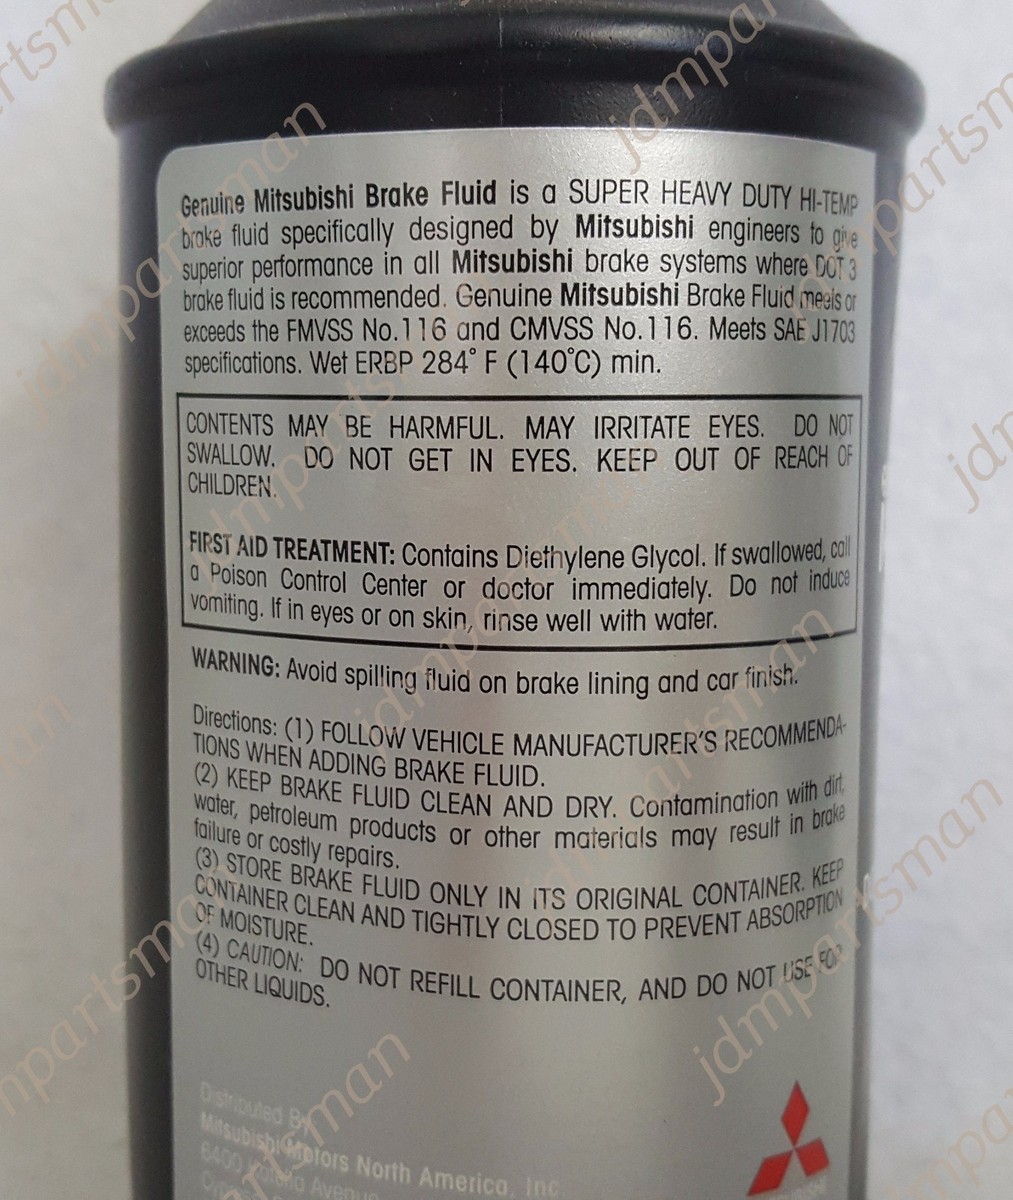 Genuine Mitsubishi Brake Fluid is a SUPER HEAVY DUTY HI-TEMP
brake fluid specifically designed by Mitsubishi engineers to give
superior performance in all Mitsubishi brake systems where DOT 3
brake fluid is recommended. Genuine Mitsubishi Brake Fluid meets or
exceeds the FMVSS No.116 and CMVSS No.116. Meets SAE J1703
specifications. Wet ERBP 284° F (140°C) min.
CONTENTS MAY BE HARMFUL. MAY IRRITATE EYES. DO NOT
SWALLOW. DO NOT GET IN EYES. KEEP OUT OF REACH OF
CHILDREN.
FIRST AID TREATMENT: Contains Diethylene Glycol. If swallowed, call
a Poison Control Center or doctor immediately. Do not induce
vomiting. If in eyes or on skin, rinse well with water.
WARNING: Avoid spilling fluid on brake lining and car finish.
Directions: (1) FOLLOW VEHICLE MANUFACTURER'S RECOMMENDA-
TIONS WHEN ADDING BRAKE FLUID.
(2) KEEP BRAKE FLUID CLEAN AND DRY. Contamination with dirt,
water, petroleum products or other materials may result in brake
failure or costly repairs.
(3) STORE BRAKE FLUID ONLY IN ITS ORIGINAL CONTAINER. KEEP
CONTAINER CLEAN AND TIGHTLY CLOSED TO PREVENT ABSORPTION
OF MOISTURE.
(4) CAUTION: DO NOT REFILL CONTAINER, AND DO NOT USE FOR
OTHER LIQUIDS.
Distributed By
Mitsubishi Motors North America, Inc
6400 Avenue
jdmpartsman